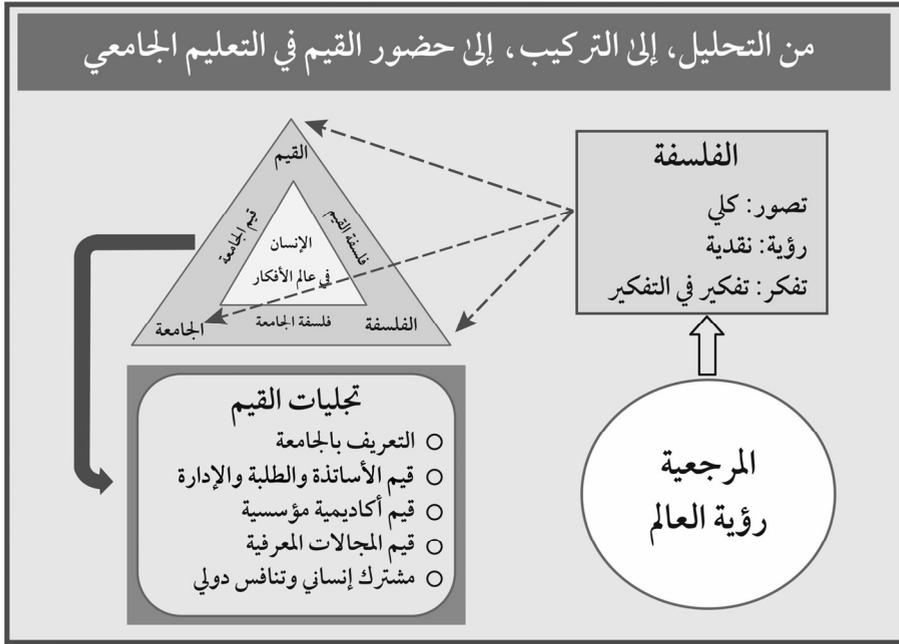 من التحليل، إلىٰ التركيب، إلىٰ حضور القيم في التعليم الجامعي
الفلسفة
تصور: كلي
رؤية: نقدية
تفكر: تفكير في التفكير
المرجعية
رؤية العالم
القيم
فلسفة القيم
قيم الجامعة
الإنسان
في عالم الأفكار
الفلسفة
فلسفة الجامعة
الجامعة
تجليات القيم
التعريف بالجامعة
قيم الأساتذة والطلبة والإدارة
قيم أكاديمية مؤسسية
قيم المجالات المعرفية
مشترك إنساني وتنافس دولي